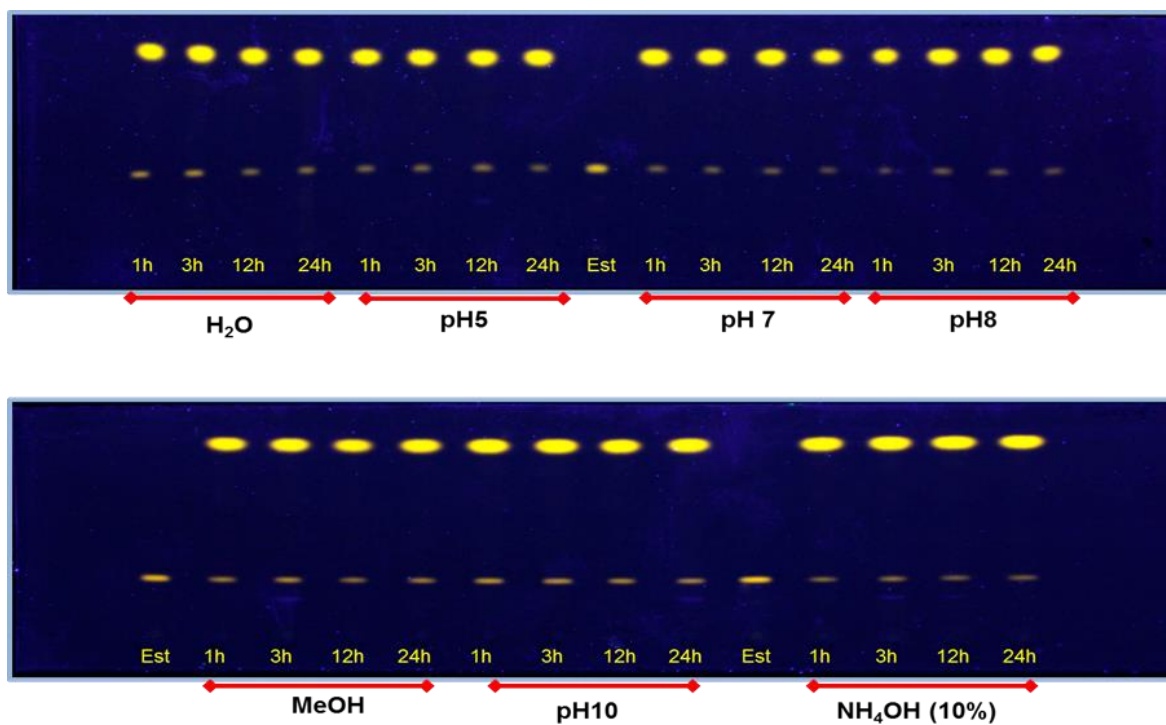 1h 3h 12h 24h 1h 3h 12h 24h Est 1h 3h 12h 24h 1h 3h 12h 24h
H₂O pH5 pH 7 pH8
Est 1h 3h 12h 24h 1h 3h 12h 24h Est 1h 3h 12h 24h
MeOH pH10 NH₄OH (10%)